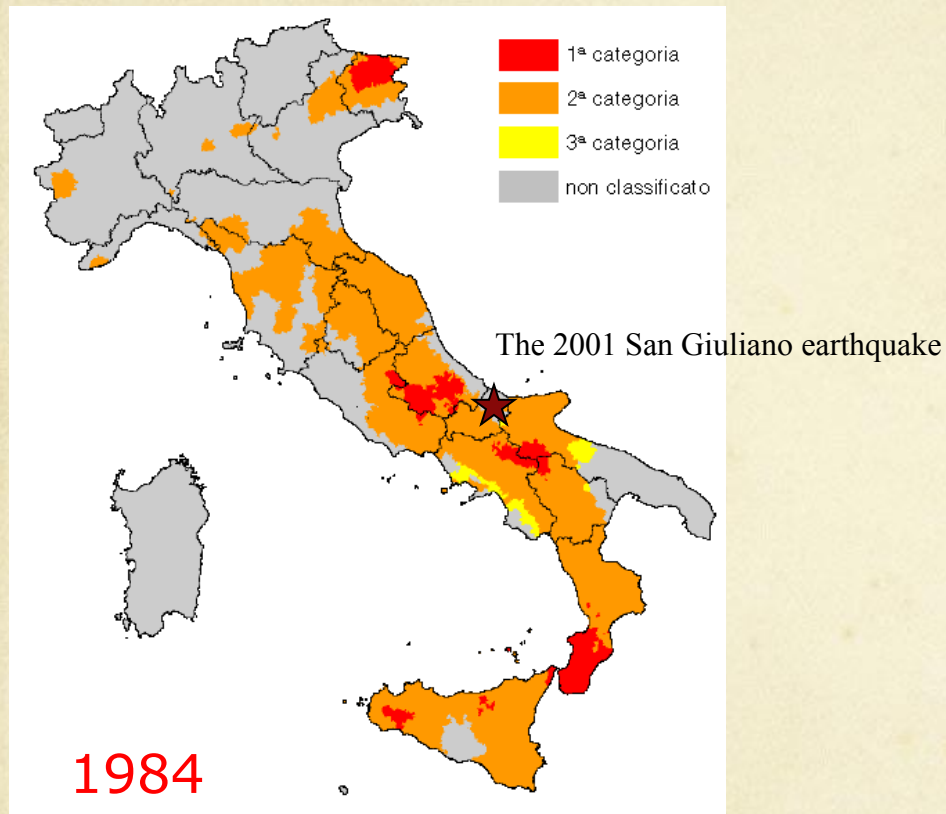 1ª categoria
2ª categoria
3ª categoria
non classificato
The 2001 San Giuliano earthquake
1984